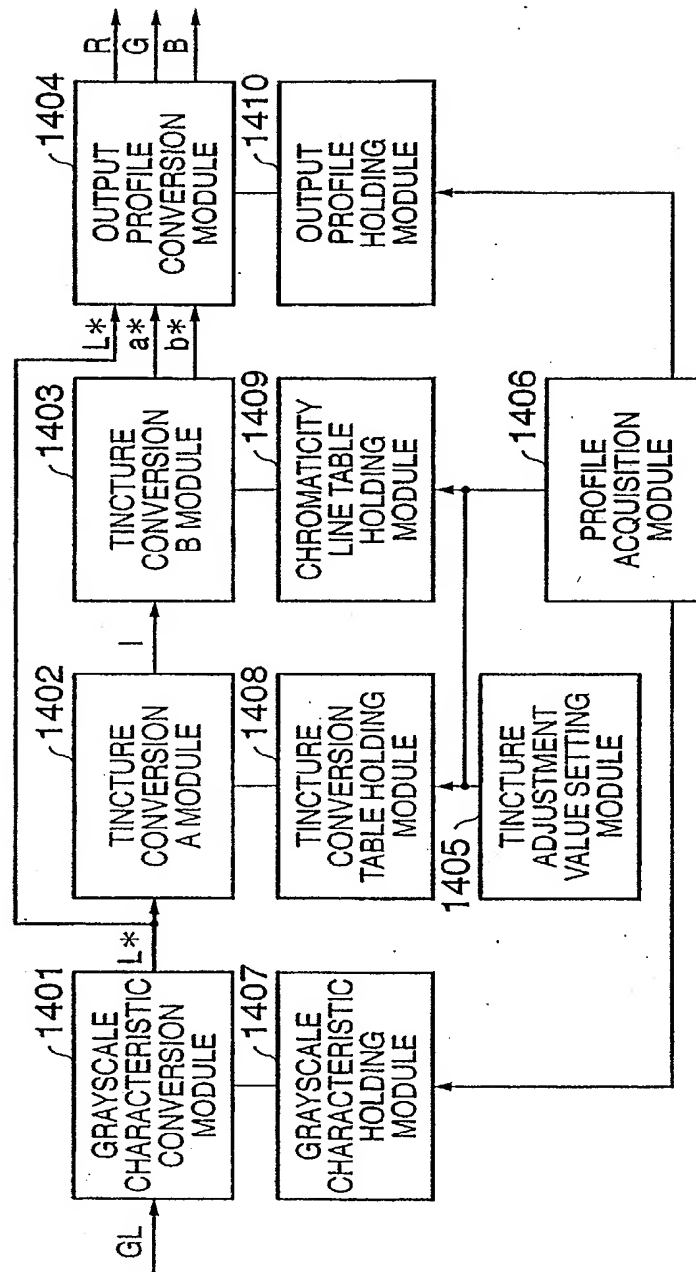 GL
1401
GRAYSCALE
CHARACTERISTIC
CONVERSION
MODULE
L*
1402
TINCTURE
CONVERSION
A MODULE
I
1403
TINCTURE
CONVERSION
B MODULE
L*
a*
b*
1404
OUTPUT
PROFILE
CONVERSION
MODULE
R
G
B
1407
GRAYSCALE
CHARACTERISTIC
HOLDING
MODULE
1408
TINCTURE
CONVERSION
TABLE HOLDING
MODULE
1409
CHROMATICITY
LINE TABLE
HOLDING
MODULE
1410
OUTPUT
PROFILE
HOLDING
MODULE
1405
TINCTURE
ADJUSTMENT
VALUE SETTING
MODULE
1406
PROFILE
ACQUISITION
MODULE